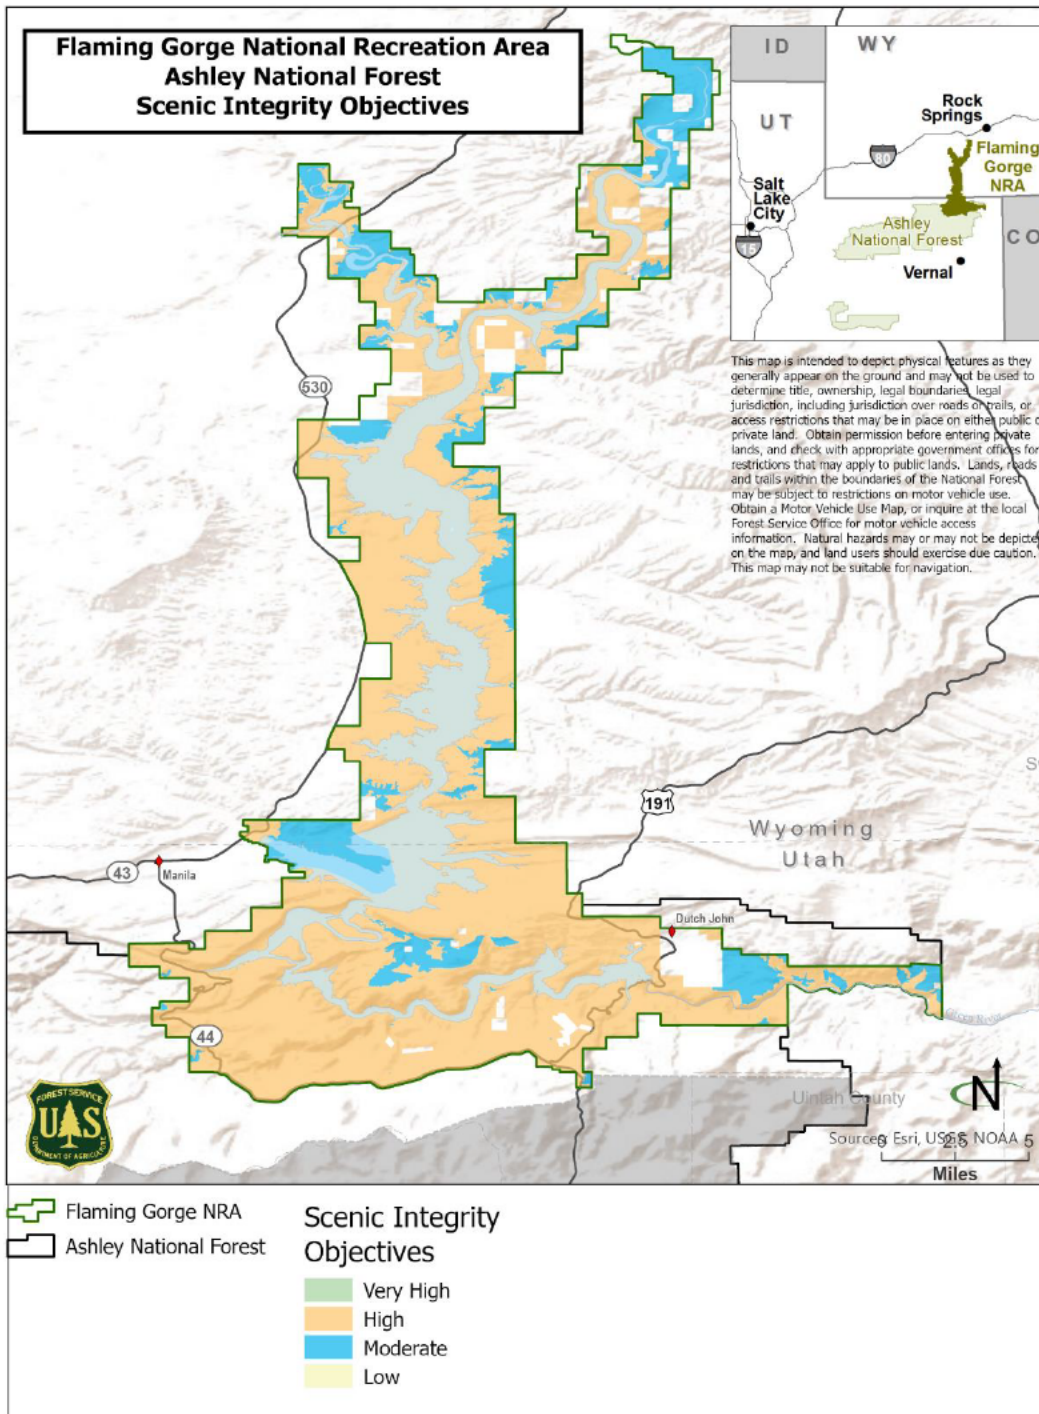 Flaming Gorge National Recreation Area
Ashley National Forest
Scenic Integrity Objectives
ID
WY
UT
Rock
Springs
80
Flaming
Gorge
NRA
Salt
Lake
City
15
Ashley
National Forest
CO
Vernal
This map is intended to depict physical features as they
generally appear on the ground and may not be used to
determine title, ownership, legal boundaries, legal
jurisdiction, including jurisdiction over roads or trails, or
access restrictions that may be in place on either public o
private land. Obtain permission before entering private
lands, and check with appropriate government offices for
restrictions that may apply to public lands. Lands, roads
and trails within the boundaries of the National Forest
may be subject to restrictions on motor vehicle use.
Obtain a Motor Vehicle Use Map, or inquire at the local
Forest Service Office for motor vehicle access
information. Natural hazards may or may not be depicte
on the map, and land users should exercise due caution.
This map may not be suitable for navigation.
530
191
Wyoming
Utah
43
Manila
Dutch John
44
Green River
Uintah County
N
Sources: Esri, USGS, NOAA
0 2.5 5
Miles
FOREST SERVICE
UAS
DEPARTMENT OF AGRICULTURE
Flaming Gorge NRA
Ashley National Forest
Scenic Integrity
Objectives
Very High
High
Moderate
Low